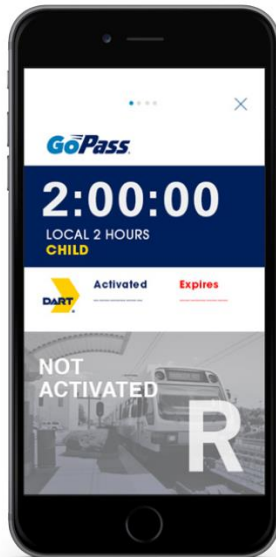 GoPass
2:00:00
LOCAL 2 HOURS
CHILD
DART
Activated Expires
NOT
ACTIVATED
R